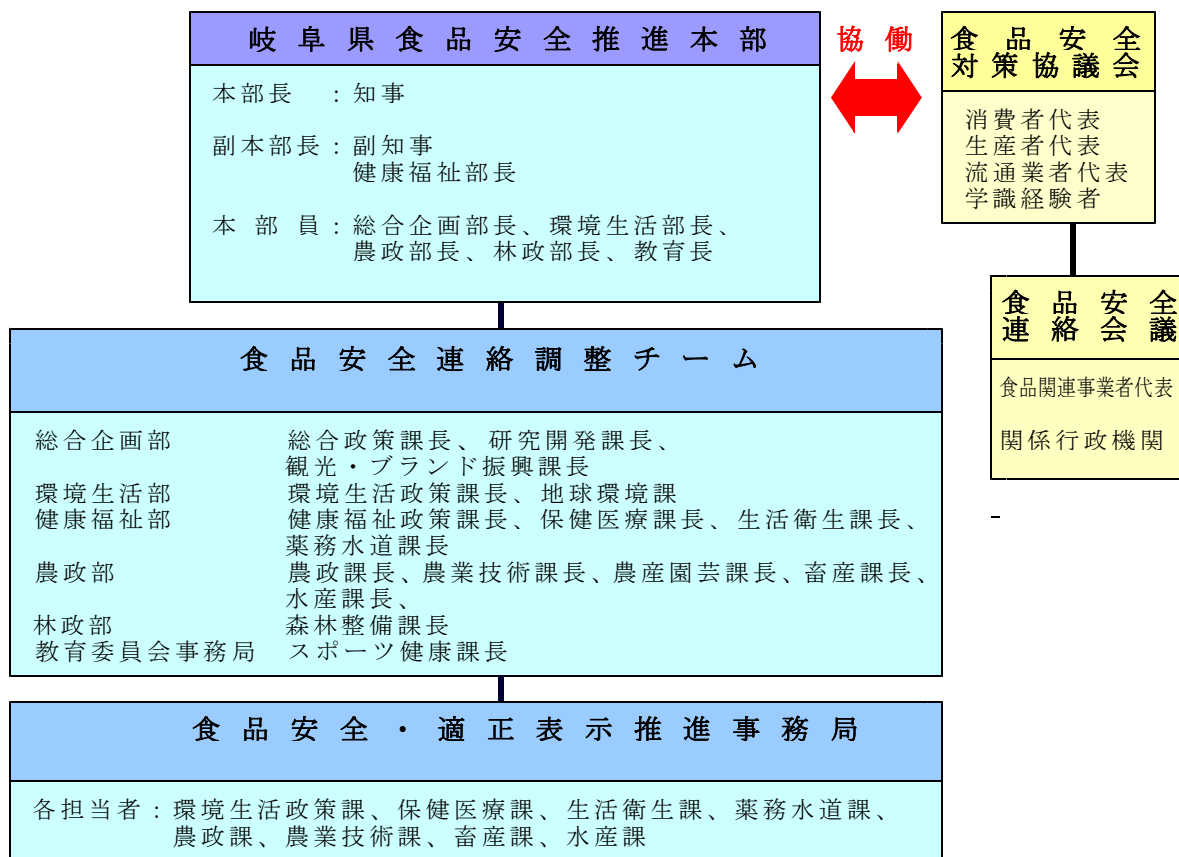 岐阜県食品安全推進本部
本部長　：知事
副本部長：副知事
健康福祉部長
本部員：総合企画部長、環境生活部長、
農政部長、林政部長、教育長
協働
食品安全
対策協議会
消費者代表
生産者代表
流通業者代表
学識経験者
食品安全
連絡会議
食品関連事業者代表
関係行政機関
食品安全連絡調整チーム
総合企画部　総合政策課長、研究開発課長、
観光・ブランド振興課長
環境生活部　環境生活政策課長、地球環境課
健康福祉部　健康福祉政策課長、保健医療課長、生活衛生課長、
薬務水道課長
農政部　農政課長、農業技術課長、農産園芸課長、畜産課長、
水産課長、
林政部　森林整備課長
教育委員会事務局　スポーツ健康課長
食品安全・適正表示推進事務局
各担当者：環境生活政策課、保健医療課、生活衛生課、薬務水道課、
農政課、農業技術課、畜産課、水産課